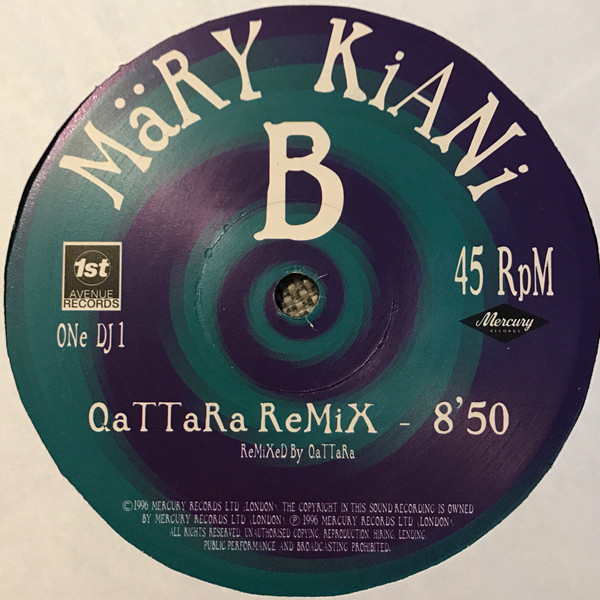 MäRY KiANi
B
1st
AVENUE
RECORDS
45 RpM
Mercury
RECORDS
ONe DJ 1
QaTTaRa ReMiX - 8'50
ReMiXeD By QaTTaRa
©1996 MERCURY RECORDS LTD (LONDON) THE COPYRIGHT IN THIS SOUND RECORDING IS OWNED
BY MERCURY RECORDS LTD (LONDON) ℗ 1996 MERCURY RECORDS LTD (LONDON)
ALL RIGHTS RESERVED. UNAUTHORISED COPYING, REPRODUCTION, HIRING, LENDING,
PUBLIC PERFORMANCE AND BROADCASTING PROHIBITED.